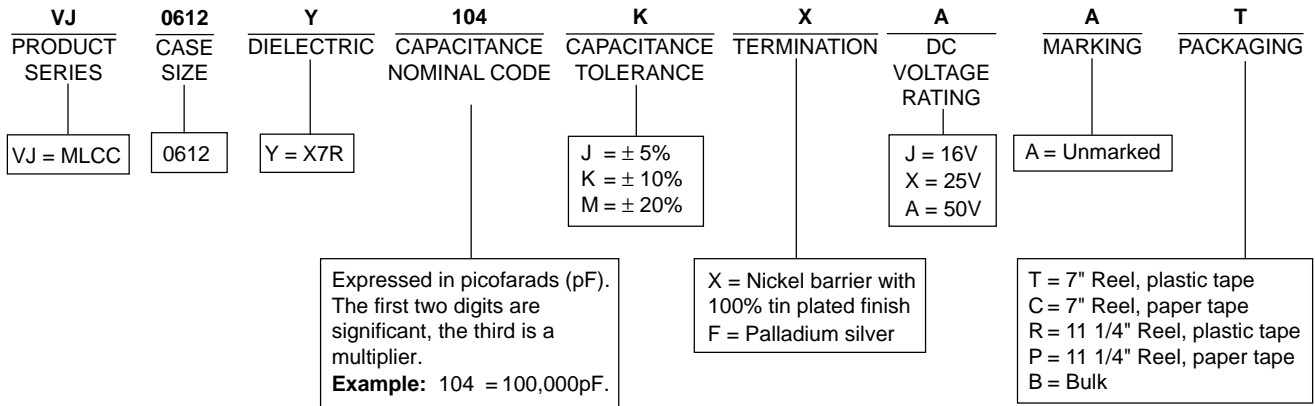 VJ 0612 Y 104 K X A A T
PRODUCT CASE DIELECTRIC CAPACITANCE CAPACITANCE TERMINATION DC MARKING PACKAGING
SERIES SIZE NOMINAL CODE TOLERANCE VOLTAGE
RATING
VJ = MLCC
0612
Y = X7R
J = ± 5%
K = ± 10%
M = ± 20%
J = 16V
X = 25V
A = 50V
A = Unmarked
Expressed in picofarads (pF).
The first two digits are
significant, the third is a
multiplier.
Example: 104 = 100,000pF.
X = Nickel barrier with
100% tin plated finish
F = Palladium silver
T = 7" Reel, plastic tape
C = 7" Reel, paper tape
R = 11 1/4" Reel, plastic tape
P = 11 1/4" Reel, paper tape
B = Bulk